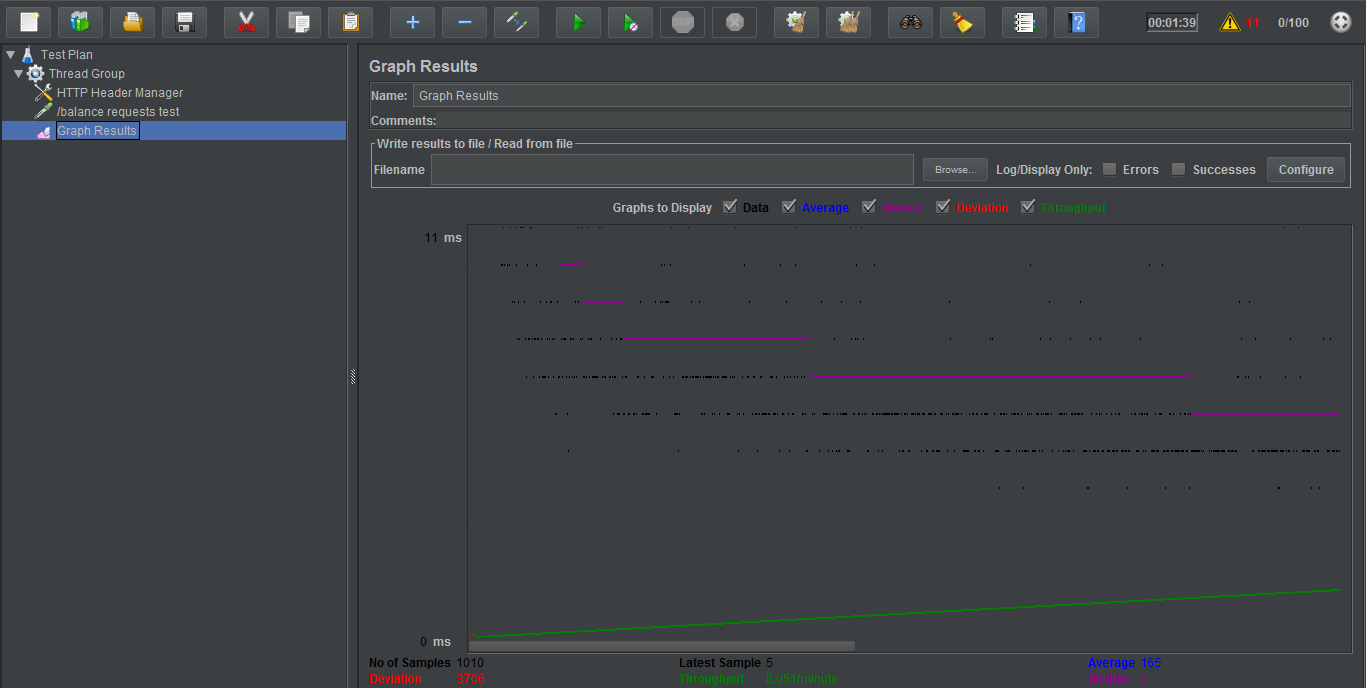 STOP
?
00:01:39
11
0/100
Test Plan
Thread Group
HTTP Header Manager
/balance requests test
Graph Results
Graph Results
Name: Graph Results
Comments:
Write results to file / Read from file
Filename Browse... Log/Display Only: Errors Successes Configure
Graphs to Display Data Average Median Deviation Throughput
11 ms
0 ms
No of Samples 1010 Latest Sample 5 Average 165
Deviation 3706 Throughput 8,051/minute Median